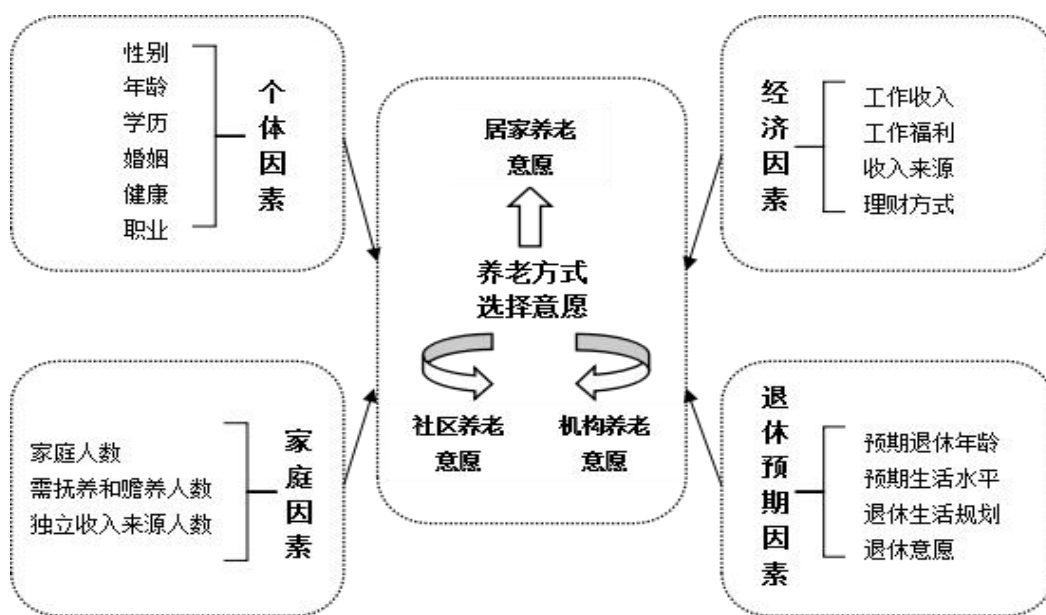 性别
年龄
学历
婚姻
健康
职业
个体因素
居家养老
意愿
养老方式
选择意愿
社区养老
意愿
机构养老
意愿
经济因素
工作收入
工作福利
收入来源
理财方式
家庭人数
需抚养和赡养人数
独立收入来源人数
家庭因素
退休预期因素
预期退休年龄
预期生活水平
退休生活规划
退休意愿